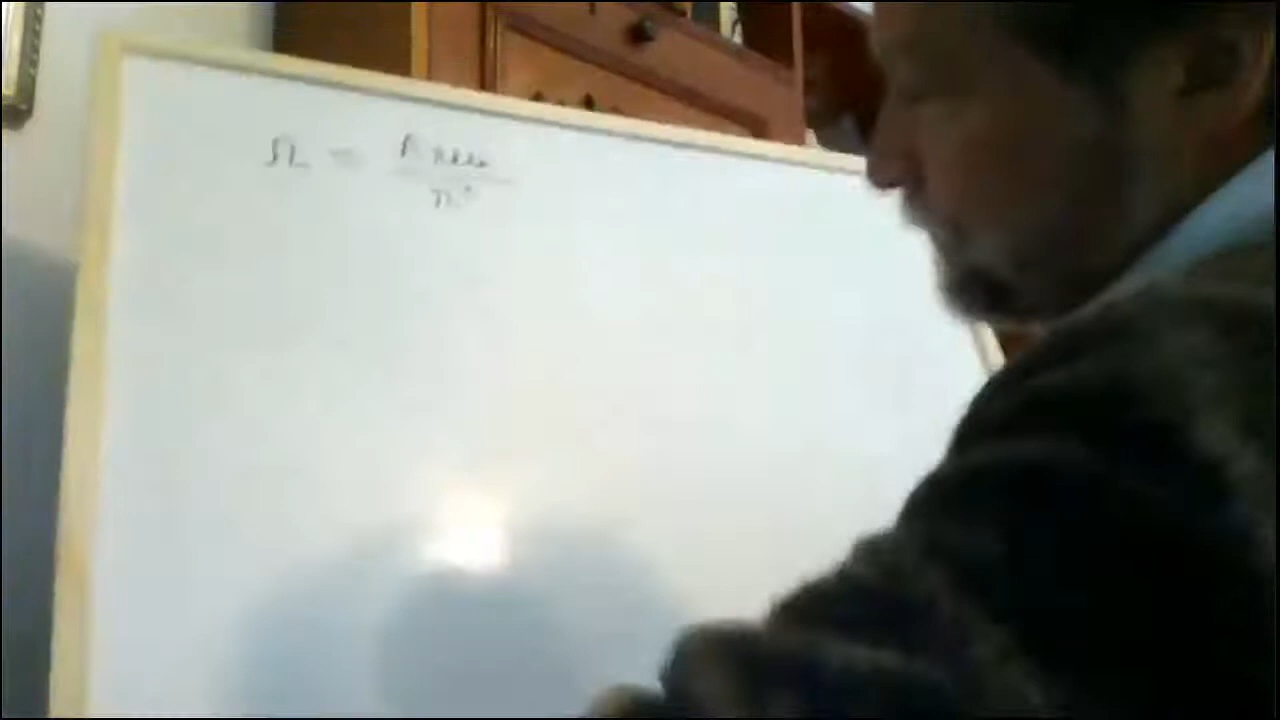 Ω = Area
r²